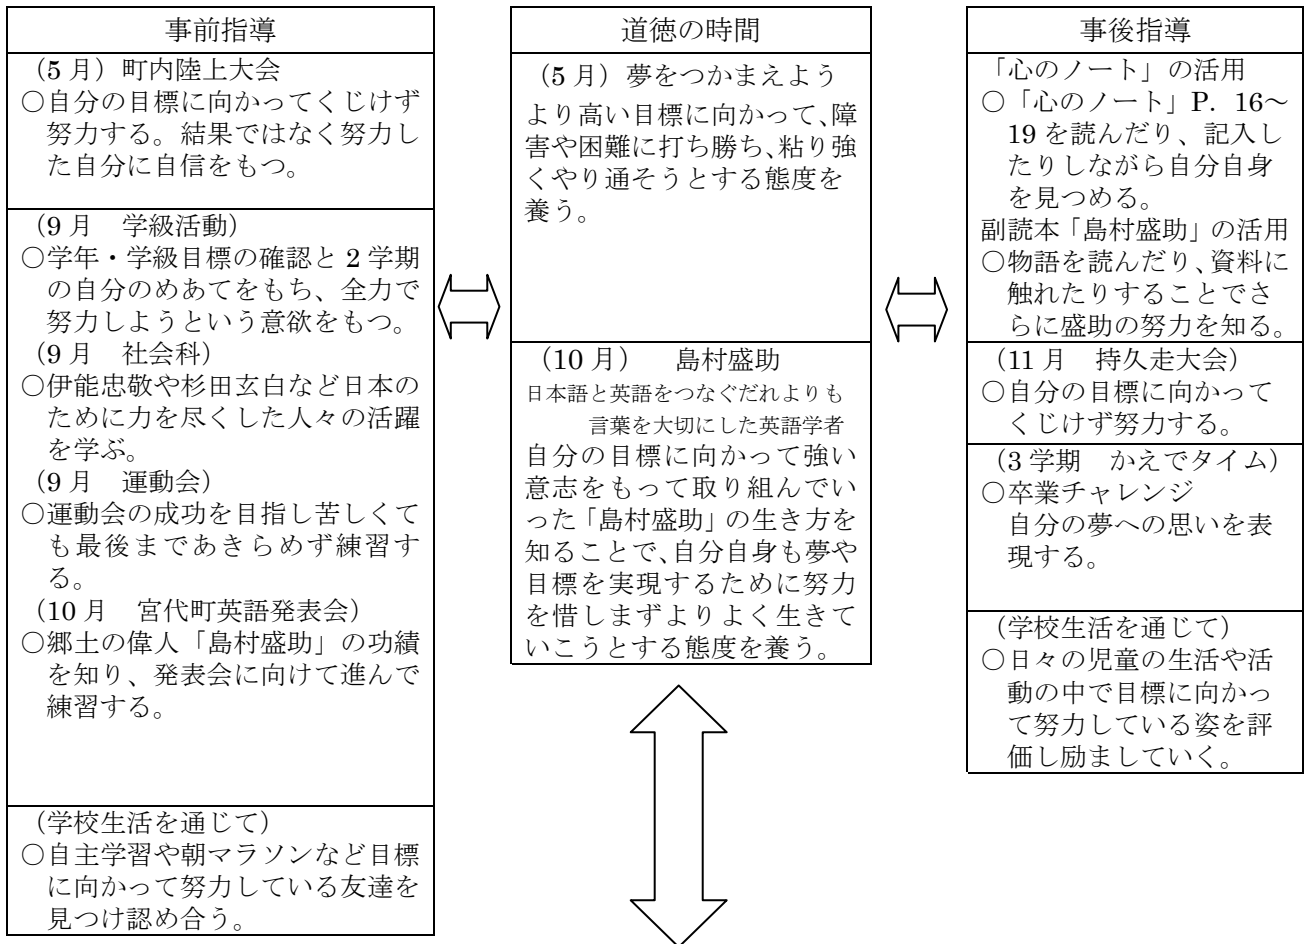 事前指導
（5 月）町内陸上大会
○自分の目標に向かってくじけず
努力する。結果ではなく努力し
た自分に自信をもつ。
（9 月　学級活動）
○学年・学級目標の確認と 2 学期
の自分のめあてをもち、全力で
努力しようという意欲をもつ。
（9 月　社会科）
○伊能忠敬や杉田玄白など日本の
ために力を尽くした人々の活躍
を学ぶ。
（9 月　運動会）
○運動会の成功を目指し苦しくて
も最後まであきらめず練習す
る。
（10 月　宮代町英語発表会）
○郷土の偉人「島村盛助」の功績
を知り、発表会に向けて進んで
練習する。
（学校生活を通じて）
○自主学習や朝マラソンなど目標
に向かって努力している友達を
見つけ認め合う。
道徳の時間
（5 月）夢をつかまえよう
より高い目標に向かって、障
害や困難に打ち勝ち、粘り強
くやり通そうとする態度を
養う。
（10 月）　島村盛助
日本語と英語をつなぐだれよりも
言葉を大切にした英語学者
自分の目標に向かって強い
意志をもって取り組んでい
った「島村盛助」の生き方を
知ることで、自分自身も夢や
目標を実現するために努力
を惜しまずよりよく生きて
いこうとする態度を養う。
事後指導
「心のノート」の活用
○「心のノート」P. 16～
19 を読んだり、記入し
たりしながら自分自身
を見つめる。
副読本「島村盛助」の活用
○物語を読んだり、資料に
触れたりすることでさ
らに盛助の努力を知る。
（11 月　持久走大会）
○自分の目標に向かって
くじけず努力する。
（3 学期　かえでタイム）
○卒業チャレンジ
自分の夢への思いを表
現する。
（学校生活を通じて）
○日々の児童の生活や活
動の中で目標に向かっ
て努力している姿を評
価し励ましていく。